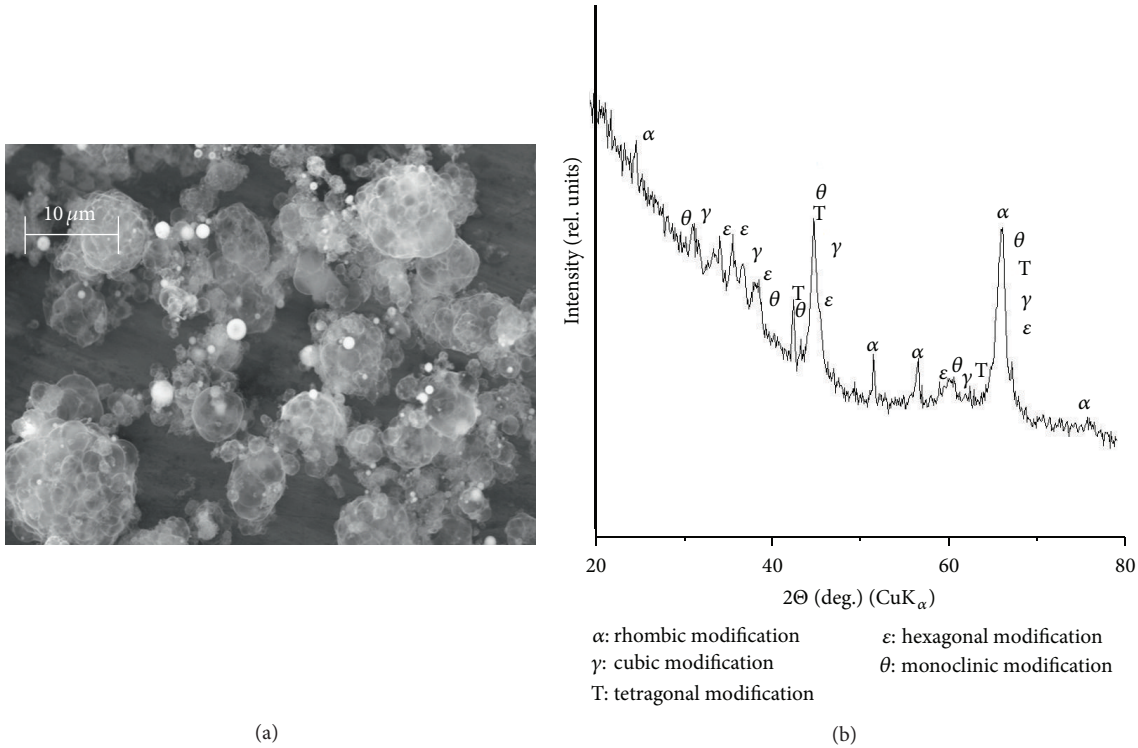 10 μm
Intensity (rel. units)
α
θ
γ
ε ε
γ
ε
θ
T
θ
θ
T
γ
ε
α
α
ε
θ
γ
T
α
θ
T
γ
ε
α
20 40 60 80
2Θ (deg.) (CuKα)
α: rhombic modification
γ: cubic modification
T: tetragonal modification
ε: hexagonal modification
θ: monoclinic modification
(a)
(b)